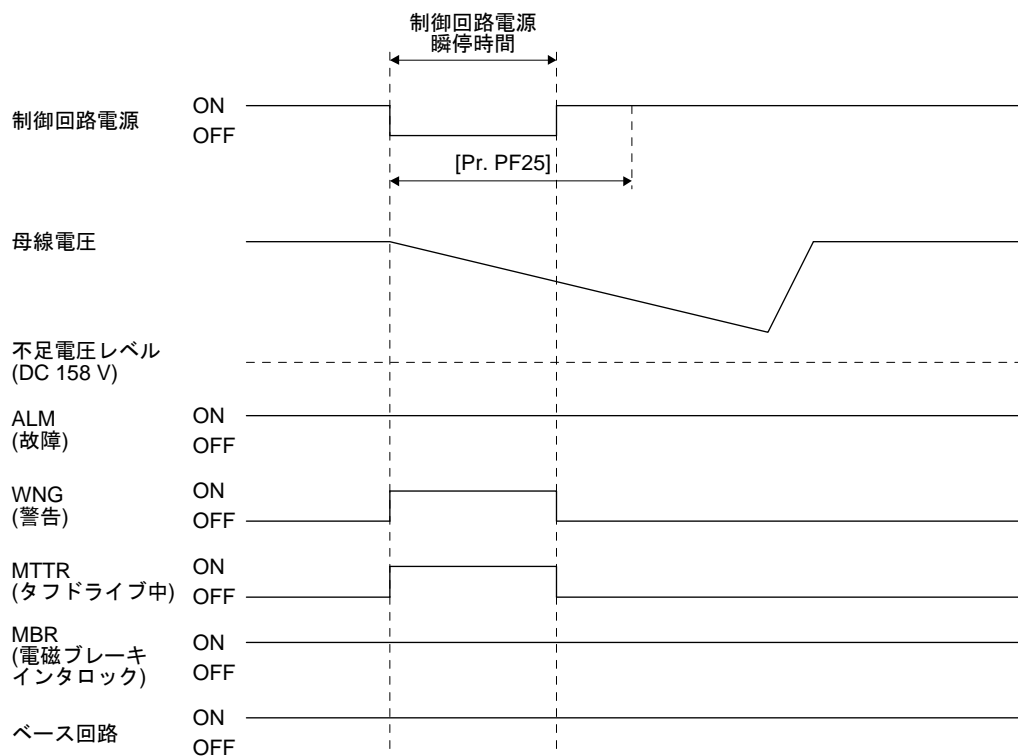 制御回路電源
瞬停時間
制御回路電源
ON
OFF
[Pr. PF25]
母線電圧
不足電圧レベル
(DC 158 V)
ALM
(故障)
ON
OFF
WNG
(警告)
ON
OFF
MTTR
(タフドライブ中)
ON
OFF
MBR
(電磁ブレーキ
インタロック)
ON
OFF
ベース回路
ON
OFF